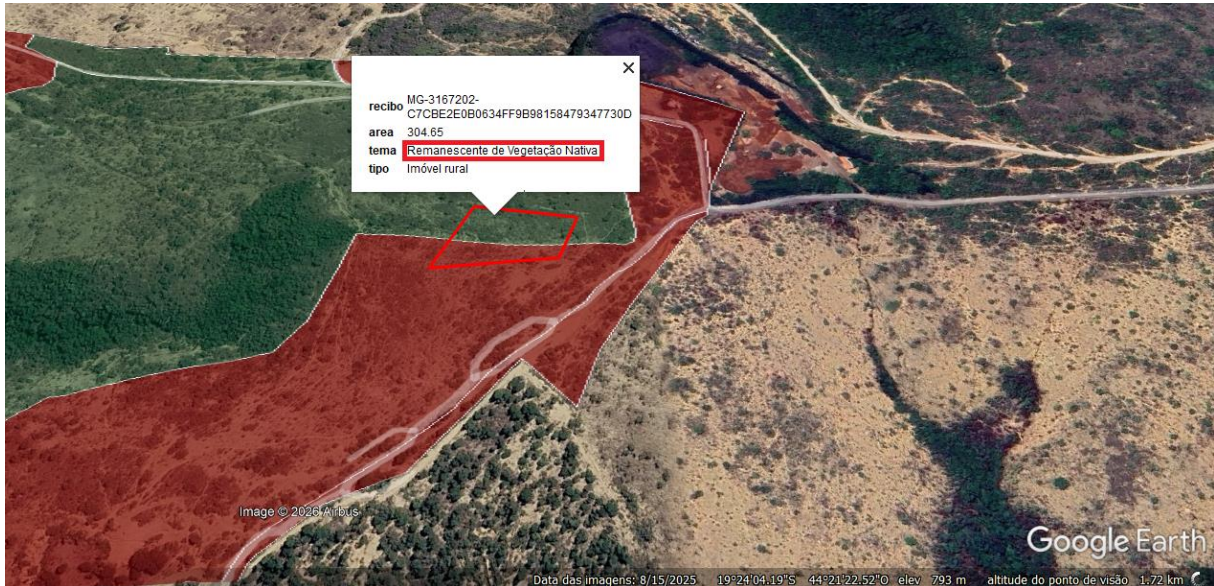 ×
recibo MG-3167202-
C7CBE2E0B0634FF9B98158479347730D
area 304.65
tema Remanescente de Vegetação Nativa
tipo Imóvel rural
Image © 2026 Airbus
Google Earth
Data das imagens: 8/15/2025 19°24'04.19"S 44°21'22.52"O elev 793 m altitude do ponto de visão 1.72 km